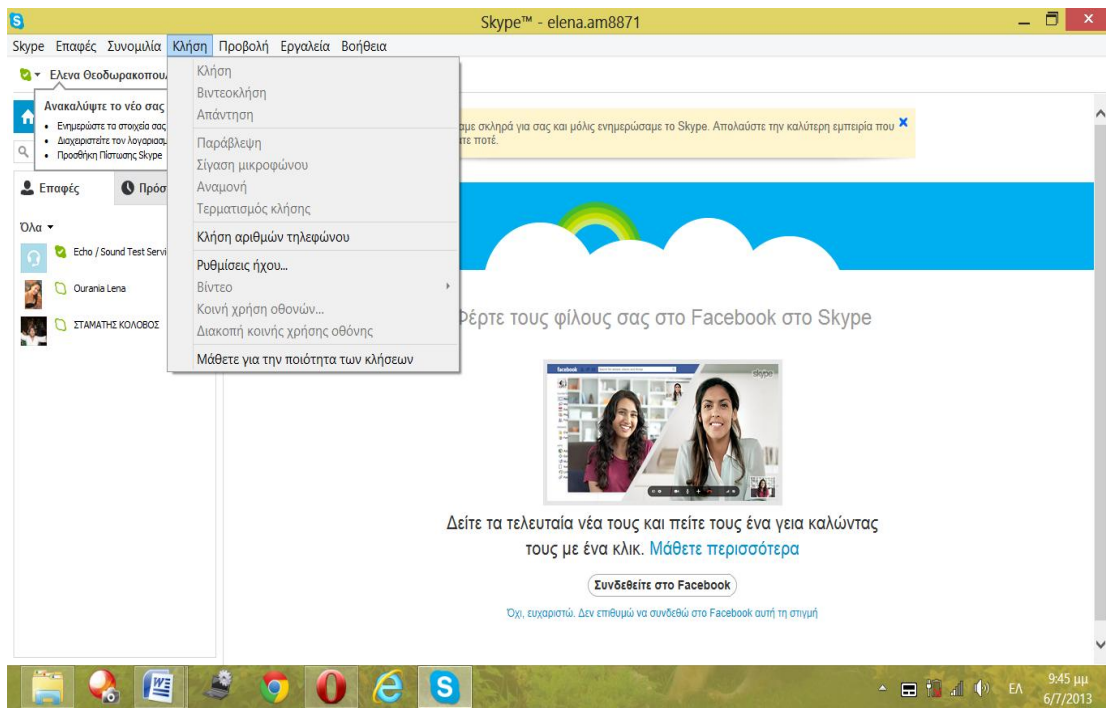 Skype™ - elena.am8871
Skype Επαφές Συνομιλία Κλήση Προβολή Εργαλεία Βοήθεια
Ελενα Θεοδωρακοπου
Ανακαλύψτε το νέο σας
Ενημερώστε τα στοιχεία σας
Διαχειριστείτε τον λογαριασμ
Προσθήκη Πίστωσης Skype
Επαφές Πρόσ
Όλα
Echo / Sound Test Servi
Ourania Lena
ΣΤΑΜΑΤΗΣ ΚΟΛΟΒΟΣ
Κλήση
Βιντεοκλήση
Απάντηση
Παράβλεψη
Σίγαση μικροφώνου
Αναμονή
Τερματισμός κλήσης
Κλήση αριθμών τηλεφώνου
Ρυθμίσεις ήχου...
Βίντεο
Κοινή χρήση οθονών...
Διακοπή κοινής χρήσης οθόνης
Μάθετε για την ποιότητα των κλήσεων
αμε σκληρά για σας και μόλις ενημερώσαμε το Skype. Απολαύστε την καλύτερη εμπειρία που
ατε ποτέ.
Φέρτε τους φίλους σας στο Facebook στο Skype
facebook
skype
Δείτε τα τελευταία νέα τους και πείτε τους ένα γεια καλώντας
τους με ένα κλικ. Μάθετε περισσότερα
Συνδεθείτε στο Facebook
Όχι, ευχαριστώ. Δεν επιθυμώ να συνδεθώ στο Facebook αυτή τη στιγμή
ΕΛ
9:45 μμ
6/7/2013